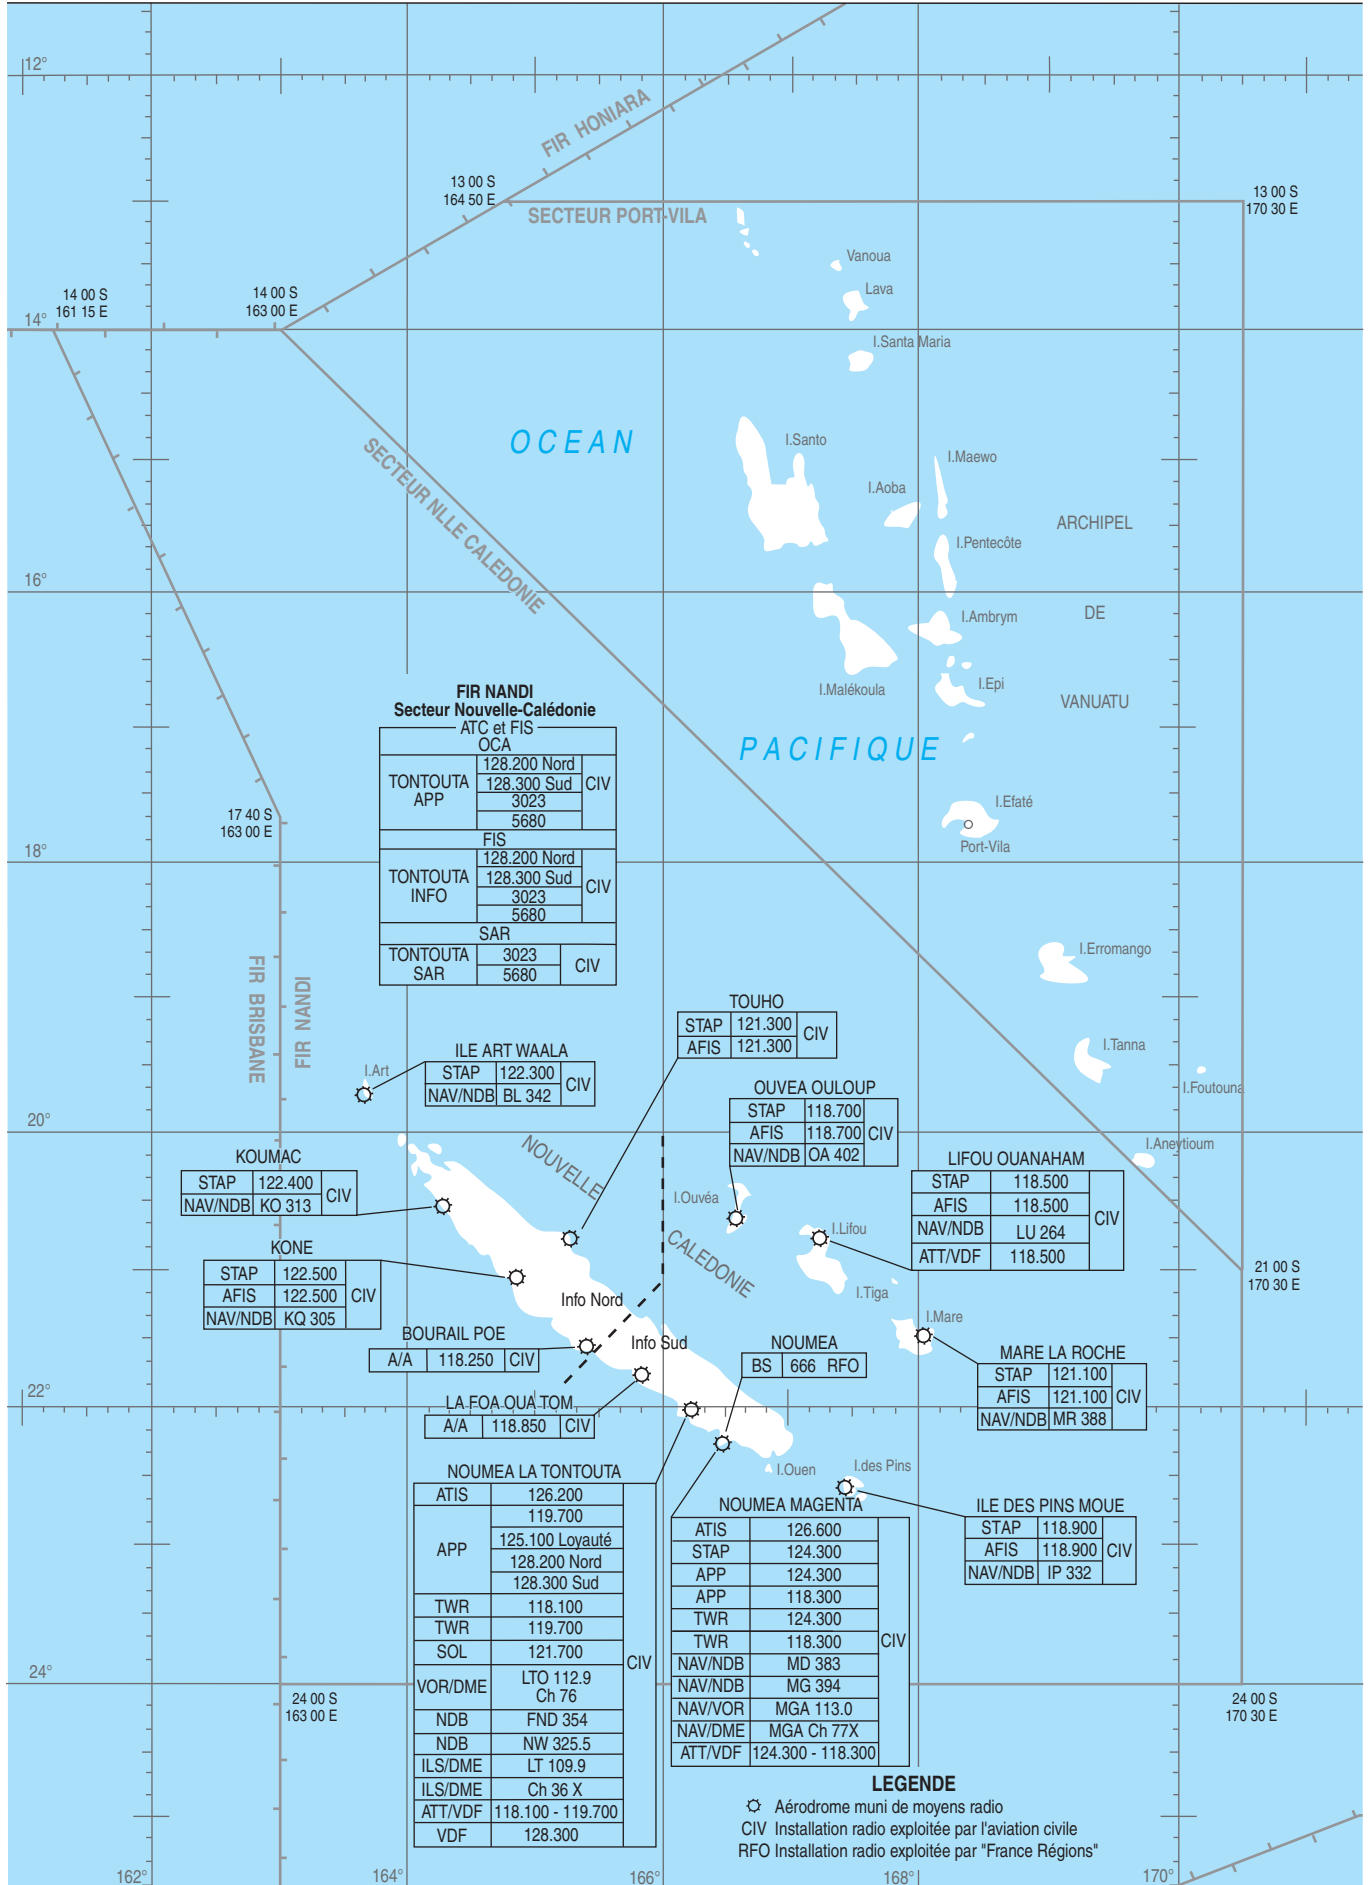 12°
FIR HONIARA
13 00 S
164 50 E
SECTEUR PORT-VILA
13 00 S
170 30 E
Vanoua
Lava
14 00 S
161 15 E
14 00 S
163 00 E
14°
I.Santa Maria
OCEAN
I.Santo
I.Maewo
I.Aoba
SECTEUR NLLE CALEDONIE
ARCHIPEL
I.Pentecôte
16°
DE
I.Ambrym
I.Malékoula
I.Epi
VANUATU
FIR NANDI
Secteur Nouvelle-Calédonie
ATC et FIS
OCA
TONTOUTA APP
128.200 Nord
128.300 Sud
3023
5680
CIV
FIS
TONTOUTA INFO
128.200 Nord
128.300 Sud
3023
5680
CIV
SAR
TONTOUTA SAR
3023
5680
CIV
PACIFIQUE
17 40 S
163 00 E
I.Efaté
Port-Vila
18°
I.Erromango
FIR BRISBANE
FIR NANDI
I.Tanna
I.Foutouna
TOUHO
STAP 121.300
AFIS 121.300
CIV
ILE ART WAALA
STAP 122.300
NAV/NDB BL 342
CIV
I.Art
OUVEA OULOUP
STAP 118.700
AFIS 118.700
NAV/NDB OA 402
CIV
20°
I.Aneytioum
NOUVELLE
CALEDONIE
KOUMAC
STAP 122.400
NAV/NDB KO 313
CIV
LIFOU OUANAHAM
STAP 118.500
AFIS 118.500
NAV/NDB LU 264
ATT/VDF 118.500
CIV
I.Ouvéa
I.Lifou
KONE
STAP 122.500
AFIS 122.500
NAV/NDB KQ 305
CIV
21 00 S
170 30 E
I.Tiga
Info Nord
I.Mare
Info Sud
BOURAIL POE
A/A 118.250 CIV
NOUMEA
BS 666 RFO
MARE LA ROCHE
STAP 121.100
AFIS 121.100
NAV/NDB MR 388
CIV
22°
LA FOA OUA TOM
A/A 118.850 CIV
I.Ouen
I.des Pins
NOUMEA LA TONTOUTA
ATIS 126.200
APP
119.700
125.100 Loyauté
128.200 Nord
128.300 Sud
TWR 118.100
TWR 119.700
SOL 121.700
VOR/DME LTO 112.9
Ch 76
NDB FND 354
NDB NW 325.5
ILS/DME LT 109.9
ILS/DME Ch 36 X
ATT/VDF 118.100 - 119.700
VDF 128.300
CIV
NOUMEA MAGENTA
ATIS 126.600
STAP 124.300
APP 124.300
APP 118.300
TWR 124.300
TWR 118.300
NAV/NDB MD 383
NAV/NDB MG 394
NAV/VOR MGA 113.0
NAV/DME MGA Ch 77X
ATT/VDF 124.300 - 118.300
CIV
ILE DES PINS MOUE
STAP 118.900
AFIS 118.900
NAV/NDB IP 332
CIV
24°
24 00 S
163 00 E
24 00 S
170 30 E
LEGENDE
Aérodrome muni de moyens radio
CIV Installation radio exploitée par l'aviation civile
RFO Installation radio exploitée par "France Régions"
162°
164°
166°
168°
170°